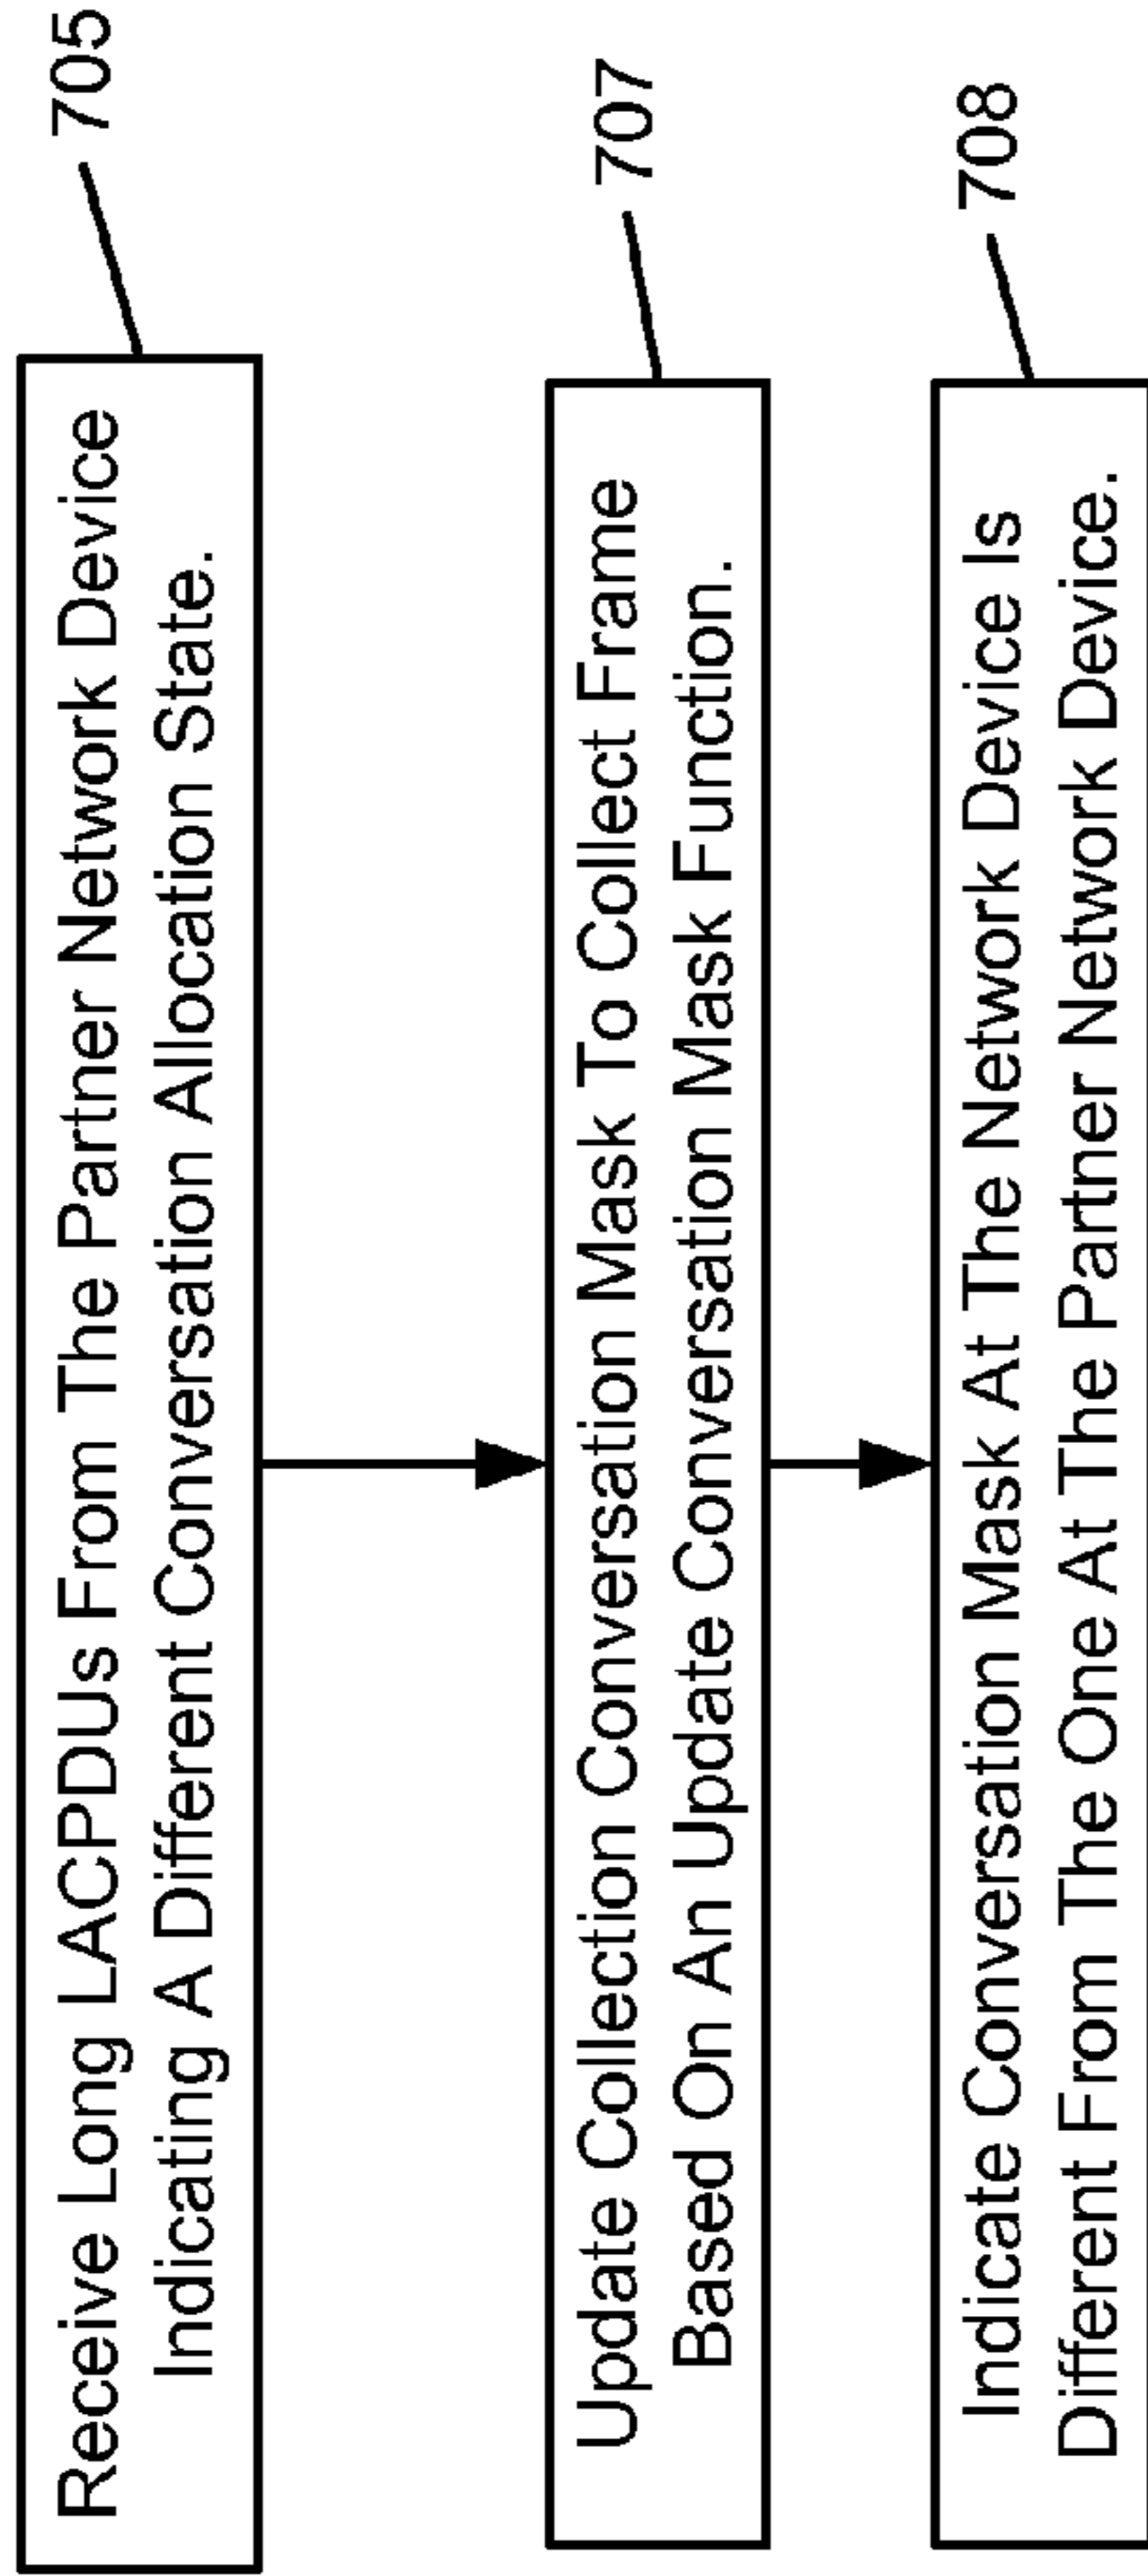 Receive Long LACPDUs From The Partner Network Device
Indicating A Different Conversation Allocation State.
705
Update Collection Conversation Mask To Collect Frame
Based On An Update Conversation Mask Function.
707
Indicate Conversation Mask At The Network Device Is
Different From The One At The Partner Network Device.
708